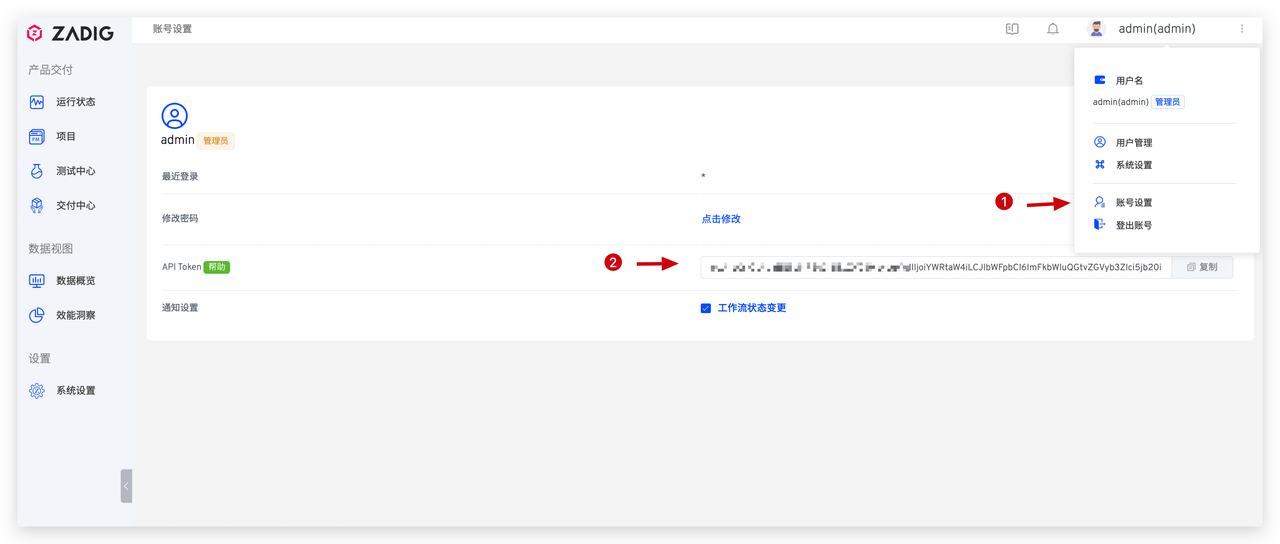 ZADIG
账号设置
admin(admin)
产品交付
运行状态
项目
测试中心
交付中心
数据视图
数据概览
效能洞察
设置
系统设置
admin 管理员
最近登录 *
修改密码 点击修改
API Token 帮助
复制
通知设置 工作流状态变更
用户名
admin(admin) 管理员
用户管理
系统设置
1
账号设置
登出账号
2